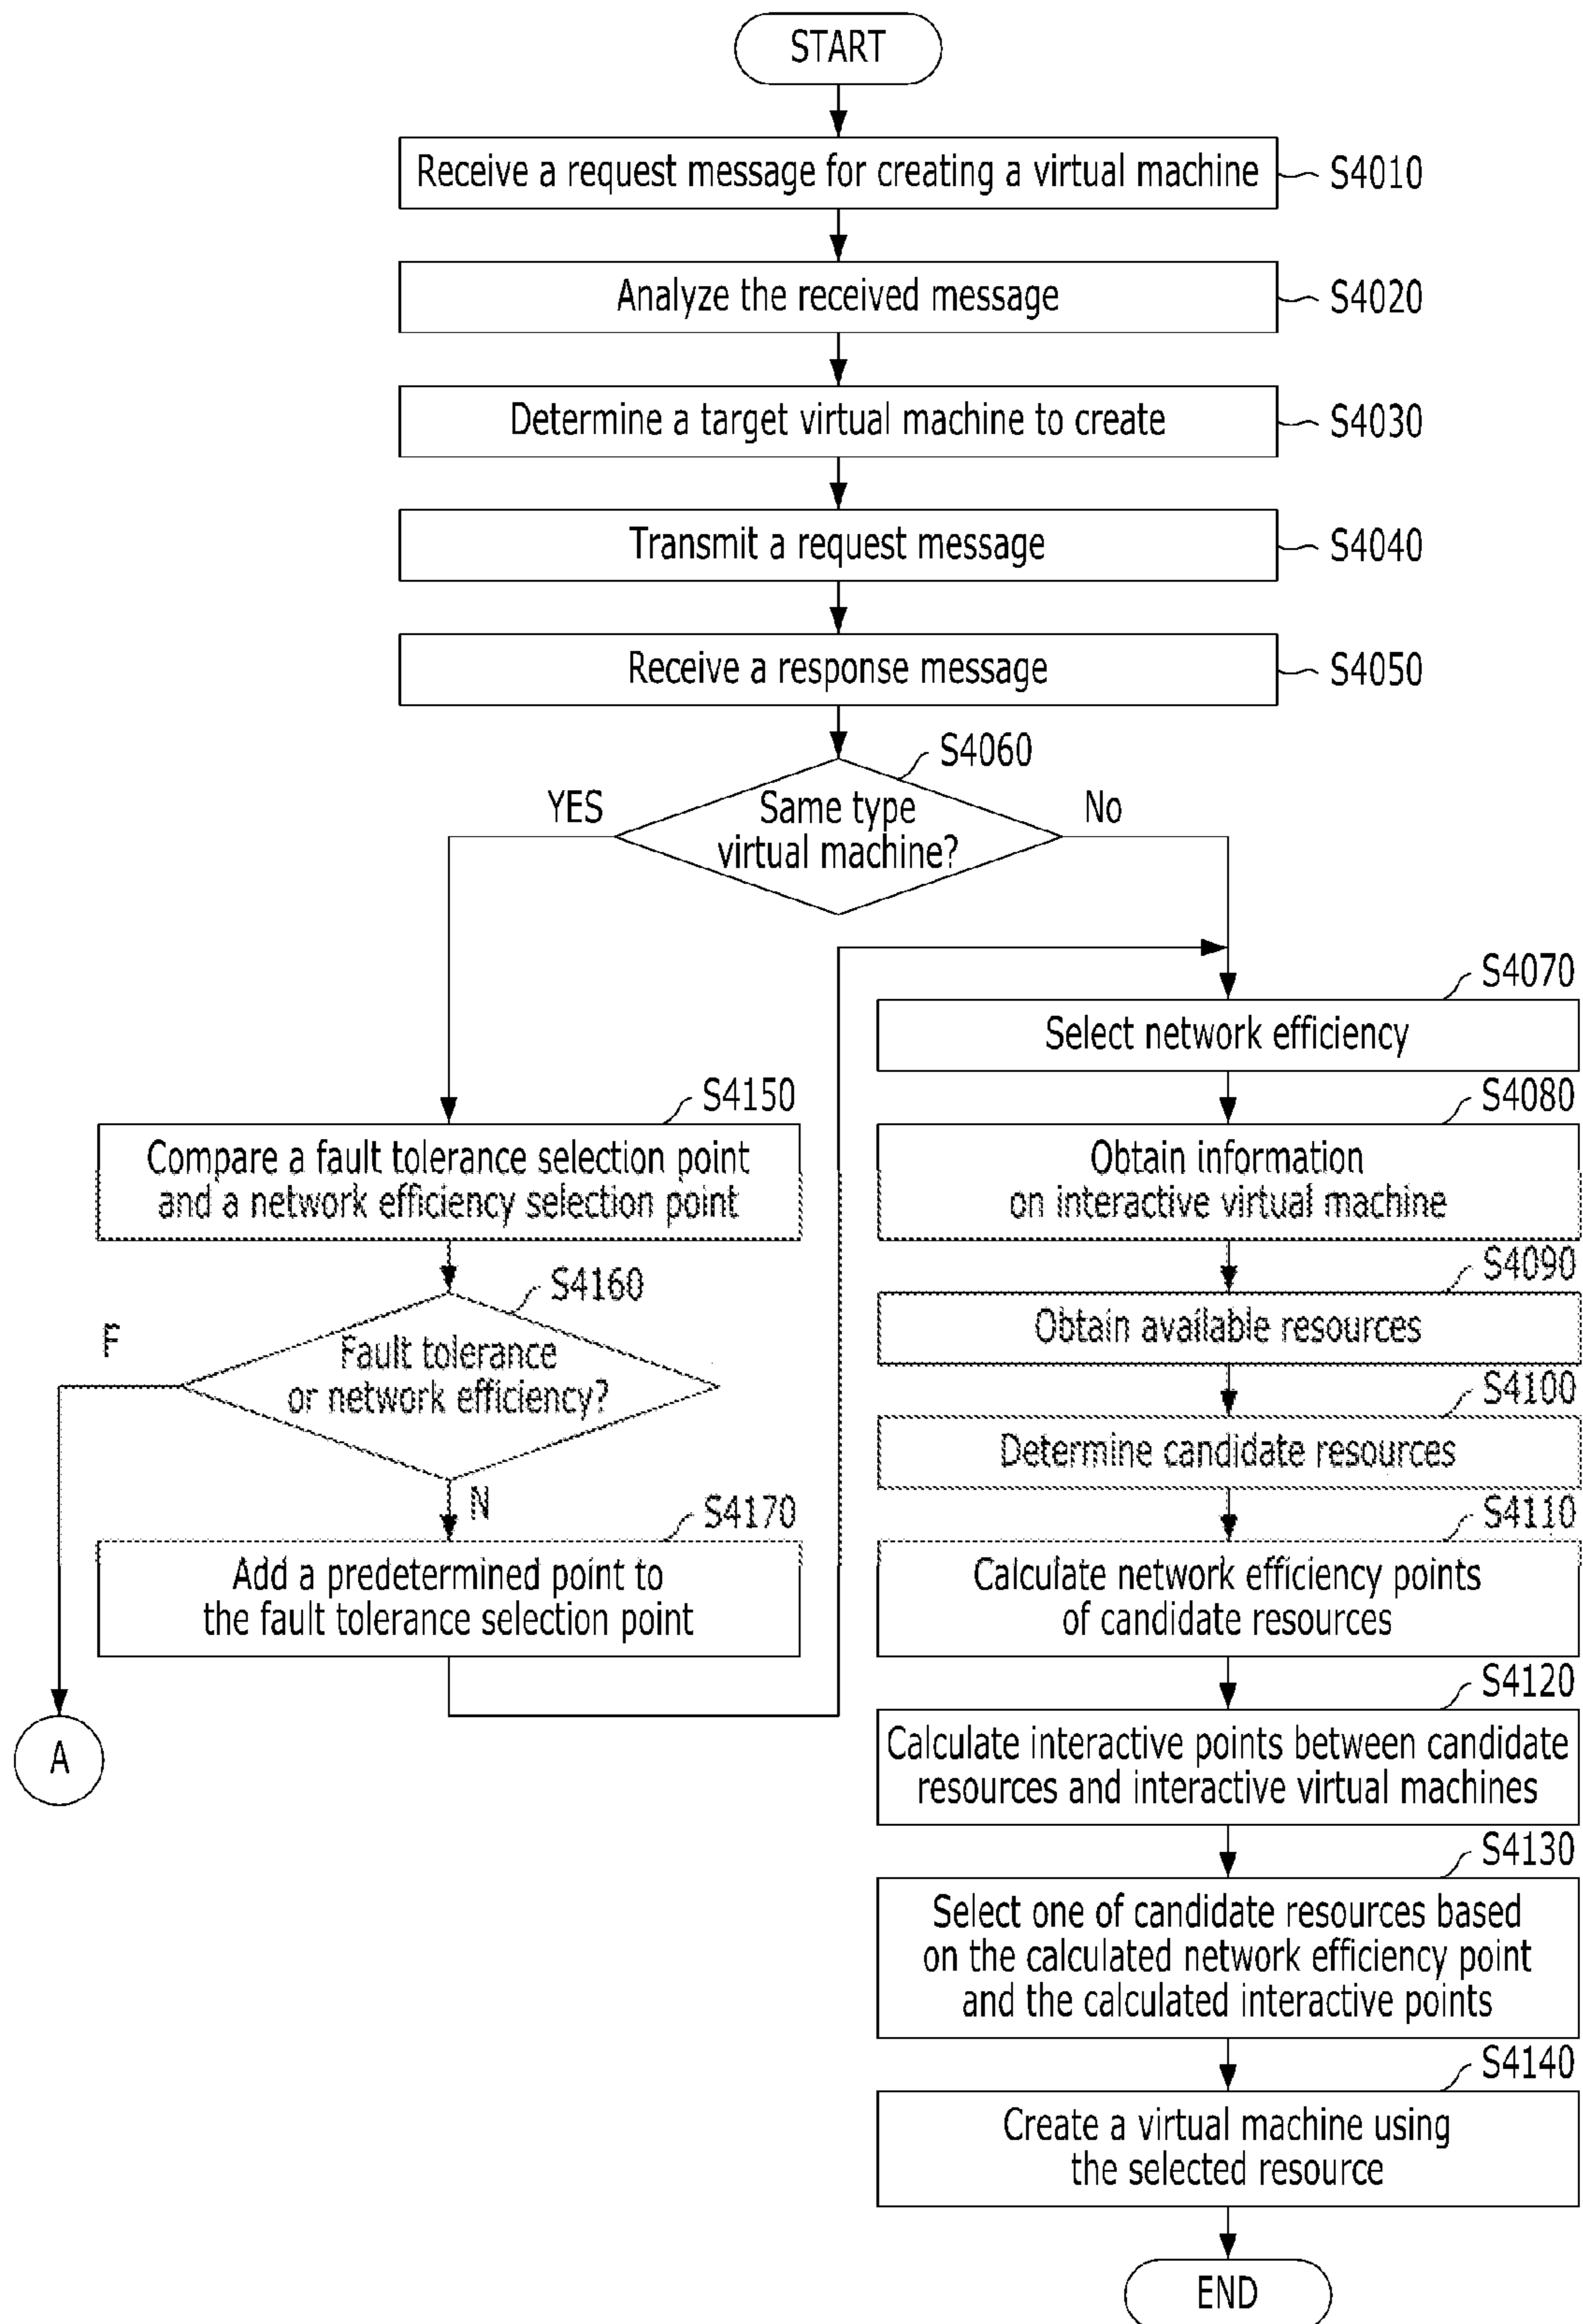 START
Receive a request message for creating a virtual machine
S4010
Analyze the received message
S4020
Determine a target virtual machine to create
S4030
Transmit a request message
S4040
Receive a response message
S4050
S4060
YES
Same type
virtual machine?
No
S4070
Select network efficiency
S4150
Compare a fault tolerance selection point
and a network efficiency selection point
S4080
Obtain information
on interactive virtual machine
S4160
F
Fault tolerance
or network efficiency?
N
S4090
Obtain available resources
S4100
Determine candidate resources
S4170
Add a predetermined point to
the fault tolerance selection point
A
S4110
Calculate network efficiency points
of candidate resources
S4120
Calculate interactive points between candidate
resources and interactive virtual machines
S4130
Select one of candidate resources based
on the calculated network efficiency point
and the calculated interactive points
S4140
Create a virtual machine using
the selected resource
END